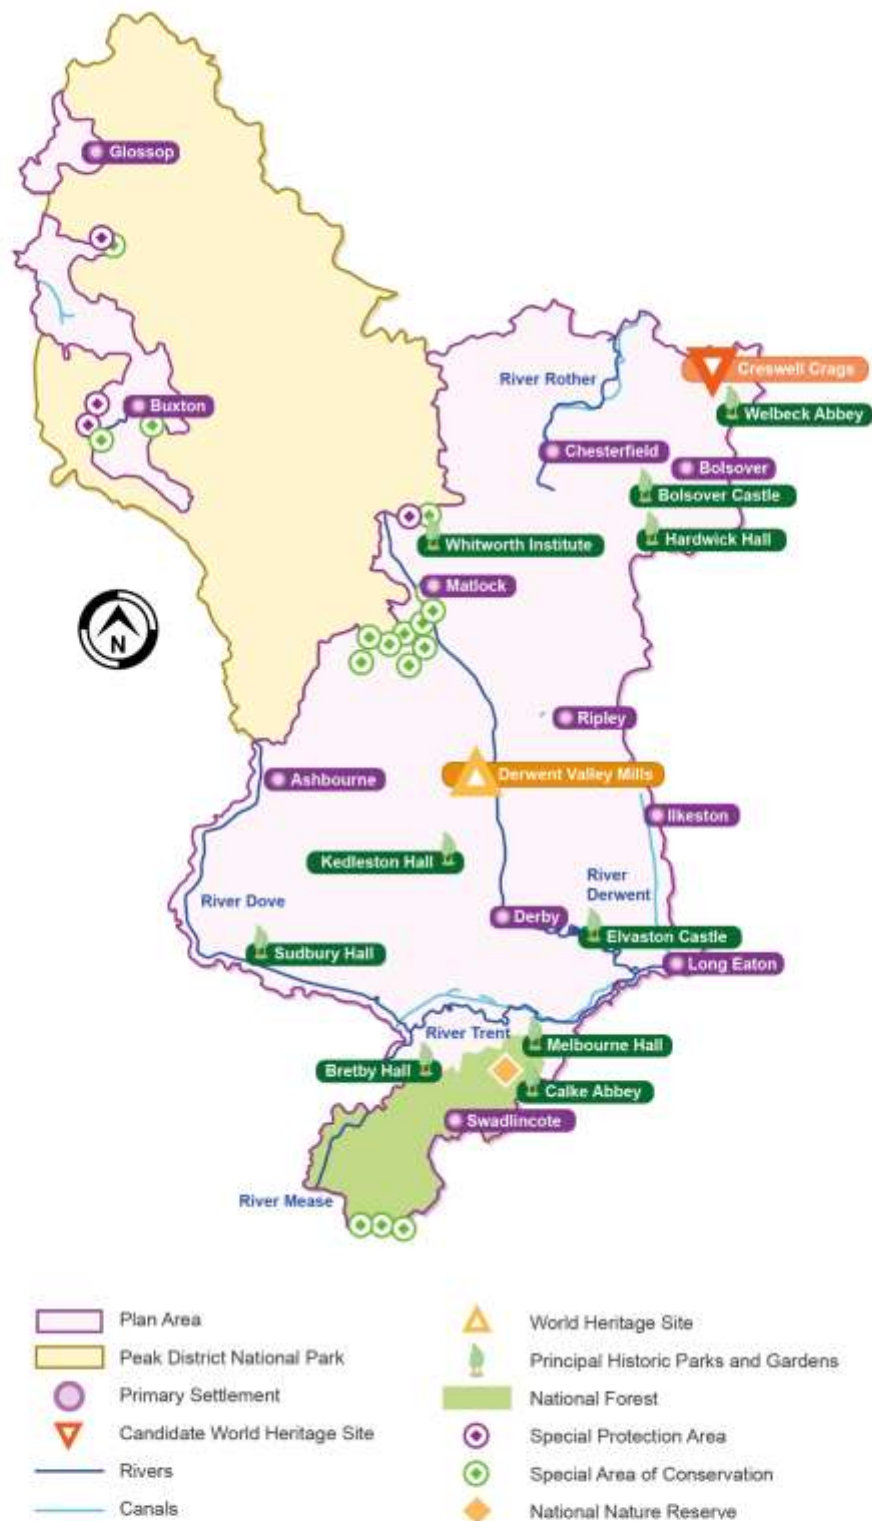 Glossop
Creswell Crags
River Rother
Buxton
Welbeck Abbey
Chesterfield
Bolsover
Bolsover Castle
Whitworth Institute
Hardwick Hall
Matlock
N
Ripley
Derwent Valley Mills
Ashbourne
Ilkeston
Kedleston Hall
River
Derwent
River Dove
Derby
Elvaston Castle
Sudbury Hall
Long Eaton
River Trent
Melbourne Hall
Bretby Hall
Calke Abbey
Swadlincote
River Mease
Plan Area
Peak District National Park
Primary Settlement
Candidate World Heritage Site
Rivers
Canals
World Heritage Site
Principal Historic Parks and Gardens
National Forest
Special Protection Area
Special Area of Conservation
National Nature Reserve